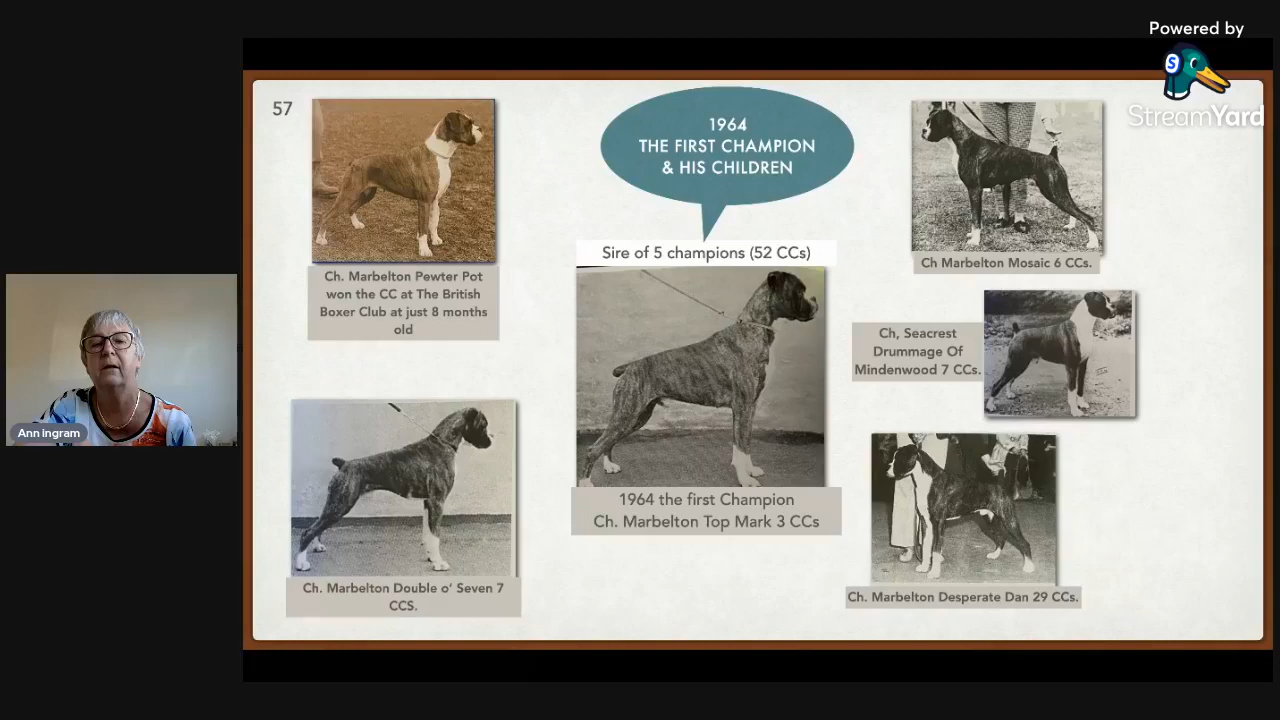 Powered by
S
StreamYard
57
1964
THE FIRST CHAMPION
& HIS CHILDREN
Ch. Marbelton Pewter Pot
won the CC at The British
Boxer Club at just 8 months
old
Sire of 5 champions (52 CCs)
1964 the first Champion
Ch. Marbelton Top Mark 3 CCs
Ch Marbelton Mosaic 6 CCs.
Ch, Seacrest
Drummage Of
Mindenwood 7 CCs.
Ch. Marbelton Double o’ Seven 7
CCS.
Ch. Marbelton Desperate Dan 29 CCs.
Ann Ingram